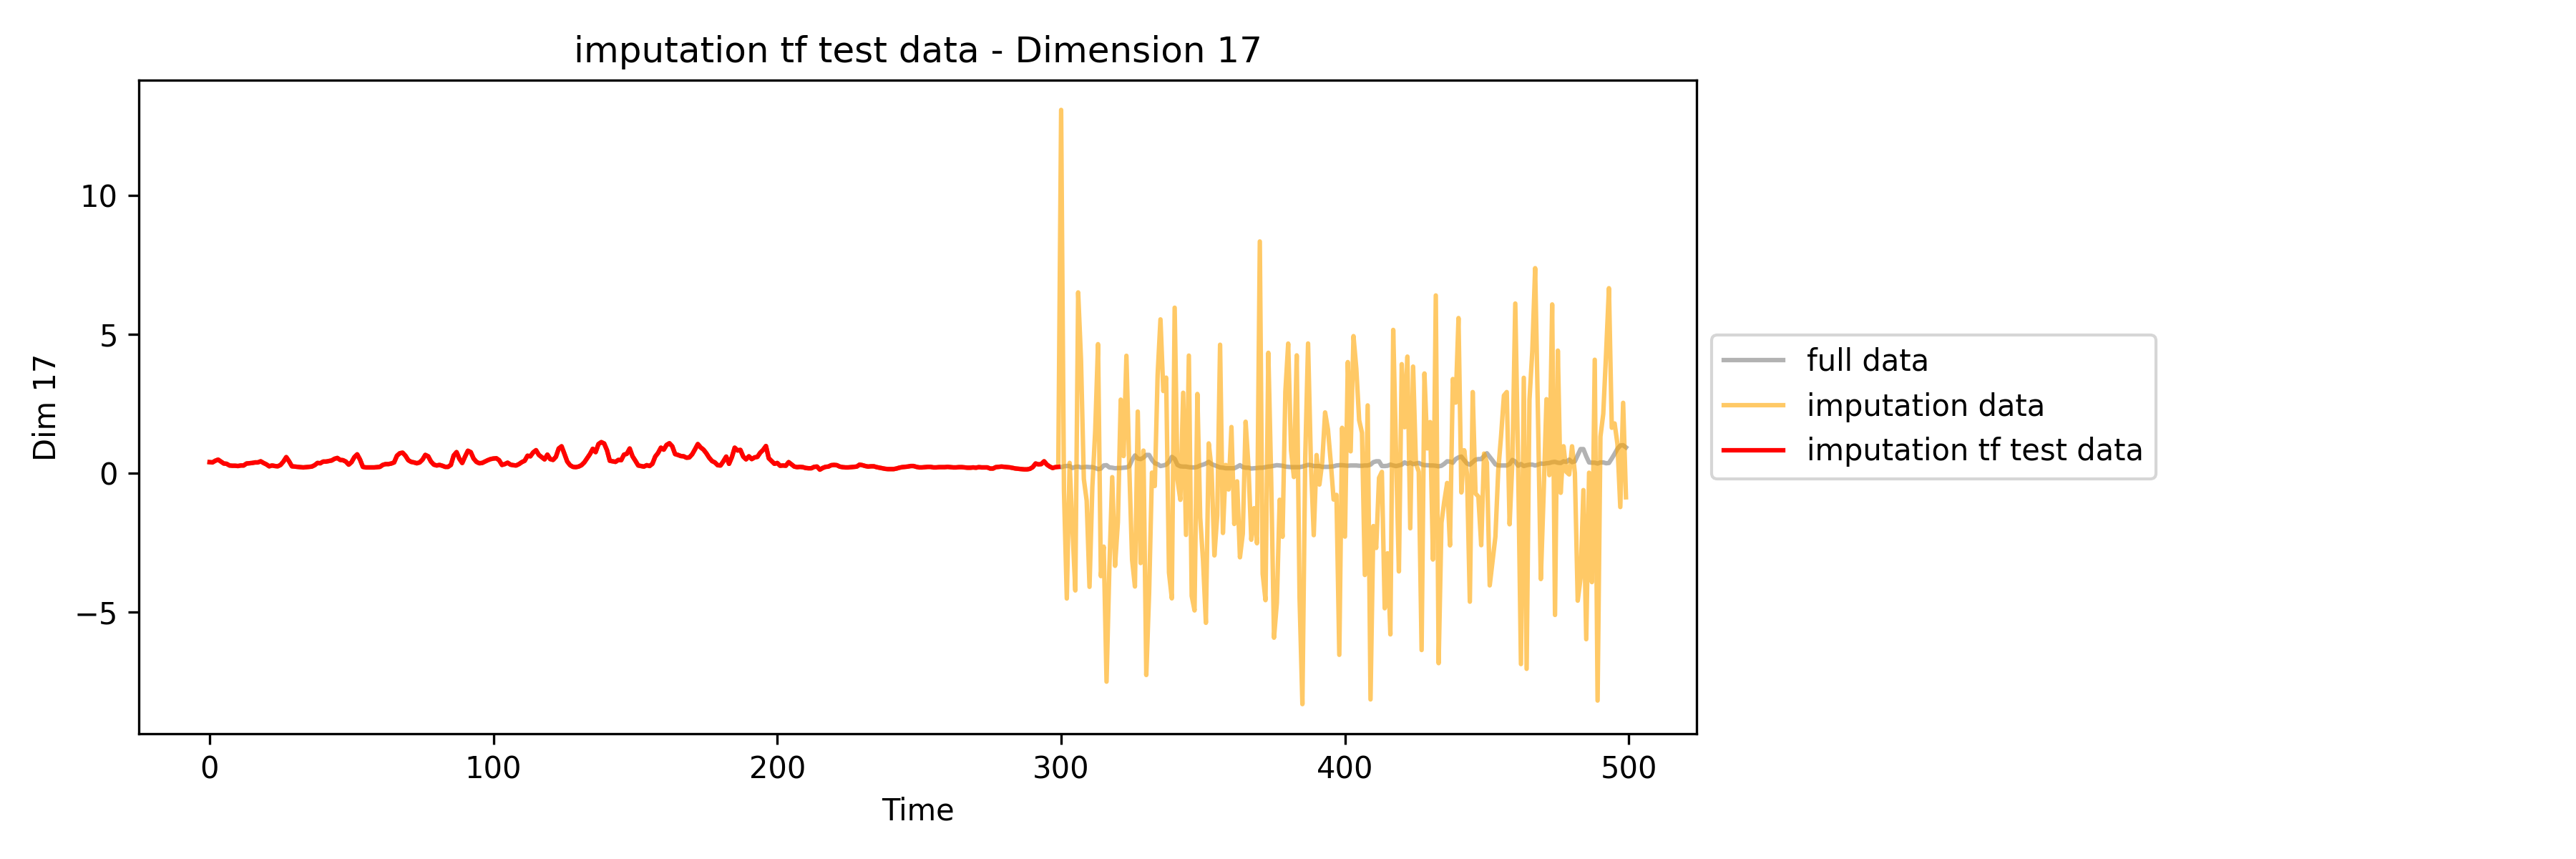 imputation tf test data - Dimension 17
10
5
0
−5
Dim 17
0
100
200
300
400
500
Time
full data
imputation data
imputation tf test data